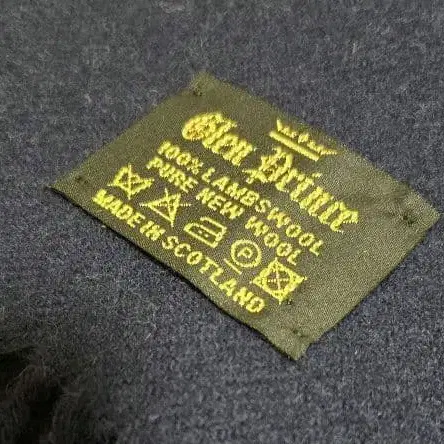 Glen Prince
100% LAMBSWOOL
PURE NEW WOOL
P
MADE IN SCOTLAND